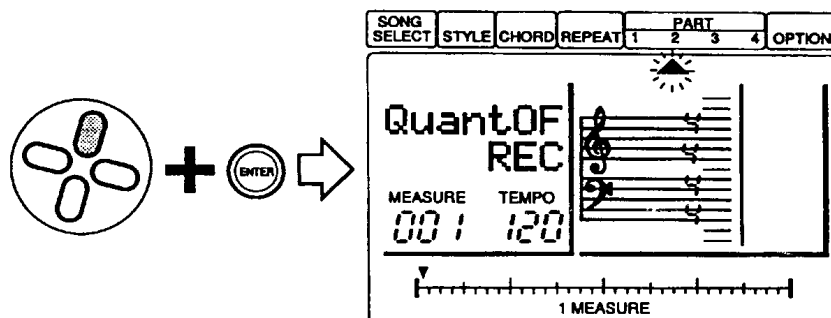 SONG SELECT STYLE CHORD REPEAT PART 1 2 3 4 OPTION
QuantOF
REC
ENTER
MEASURE TEMPO
001 120
1 MEASURE